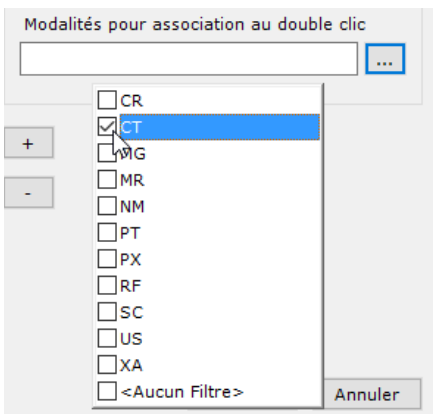 Modalités pour association au double clic
...
CR
CT
+
MG
MR
-
NM
PT
PX
RF
SC
US
XA
<Aucun Filtre>
Annuler